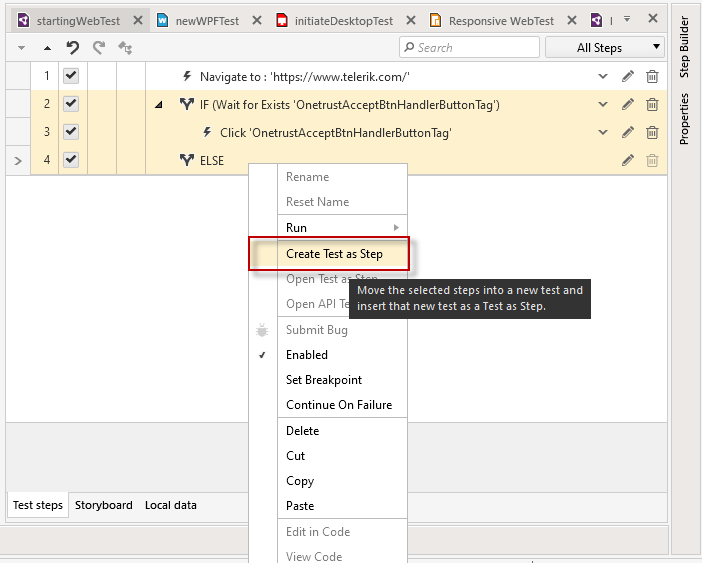 startingWebTest
newWPFTest
initiateDesktopTest
Responsive WebTest
Search
All Steps
1 Navigate to : 'https://www.telerik.com/'
2 IF (Wait for Exists 'OnetrustAcceptBtnHandlerButtonTag')
3 Click 'OnetrustAcceptBtnHandlerButtonTag'
4 ELSE
Rename
Reset Name
Run
Create Test as Step
Open Test as Step
Open API Te
Move the selected steps into a new test and
insert that new test as a Test as Step.
Submit Bug
Enabled
Set Breakpoint
Continue On Failure
Delete
Cut
Copy
Paste
Edit in Code
View Code
Test steps
Storyboard
Local data
Step Builder
Properties